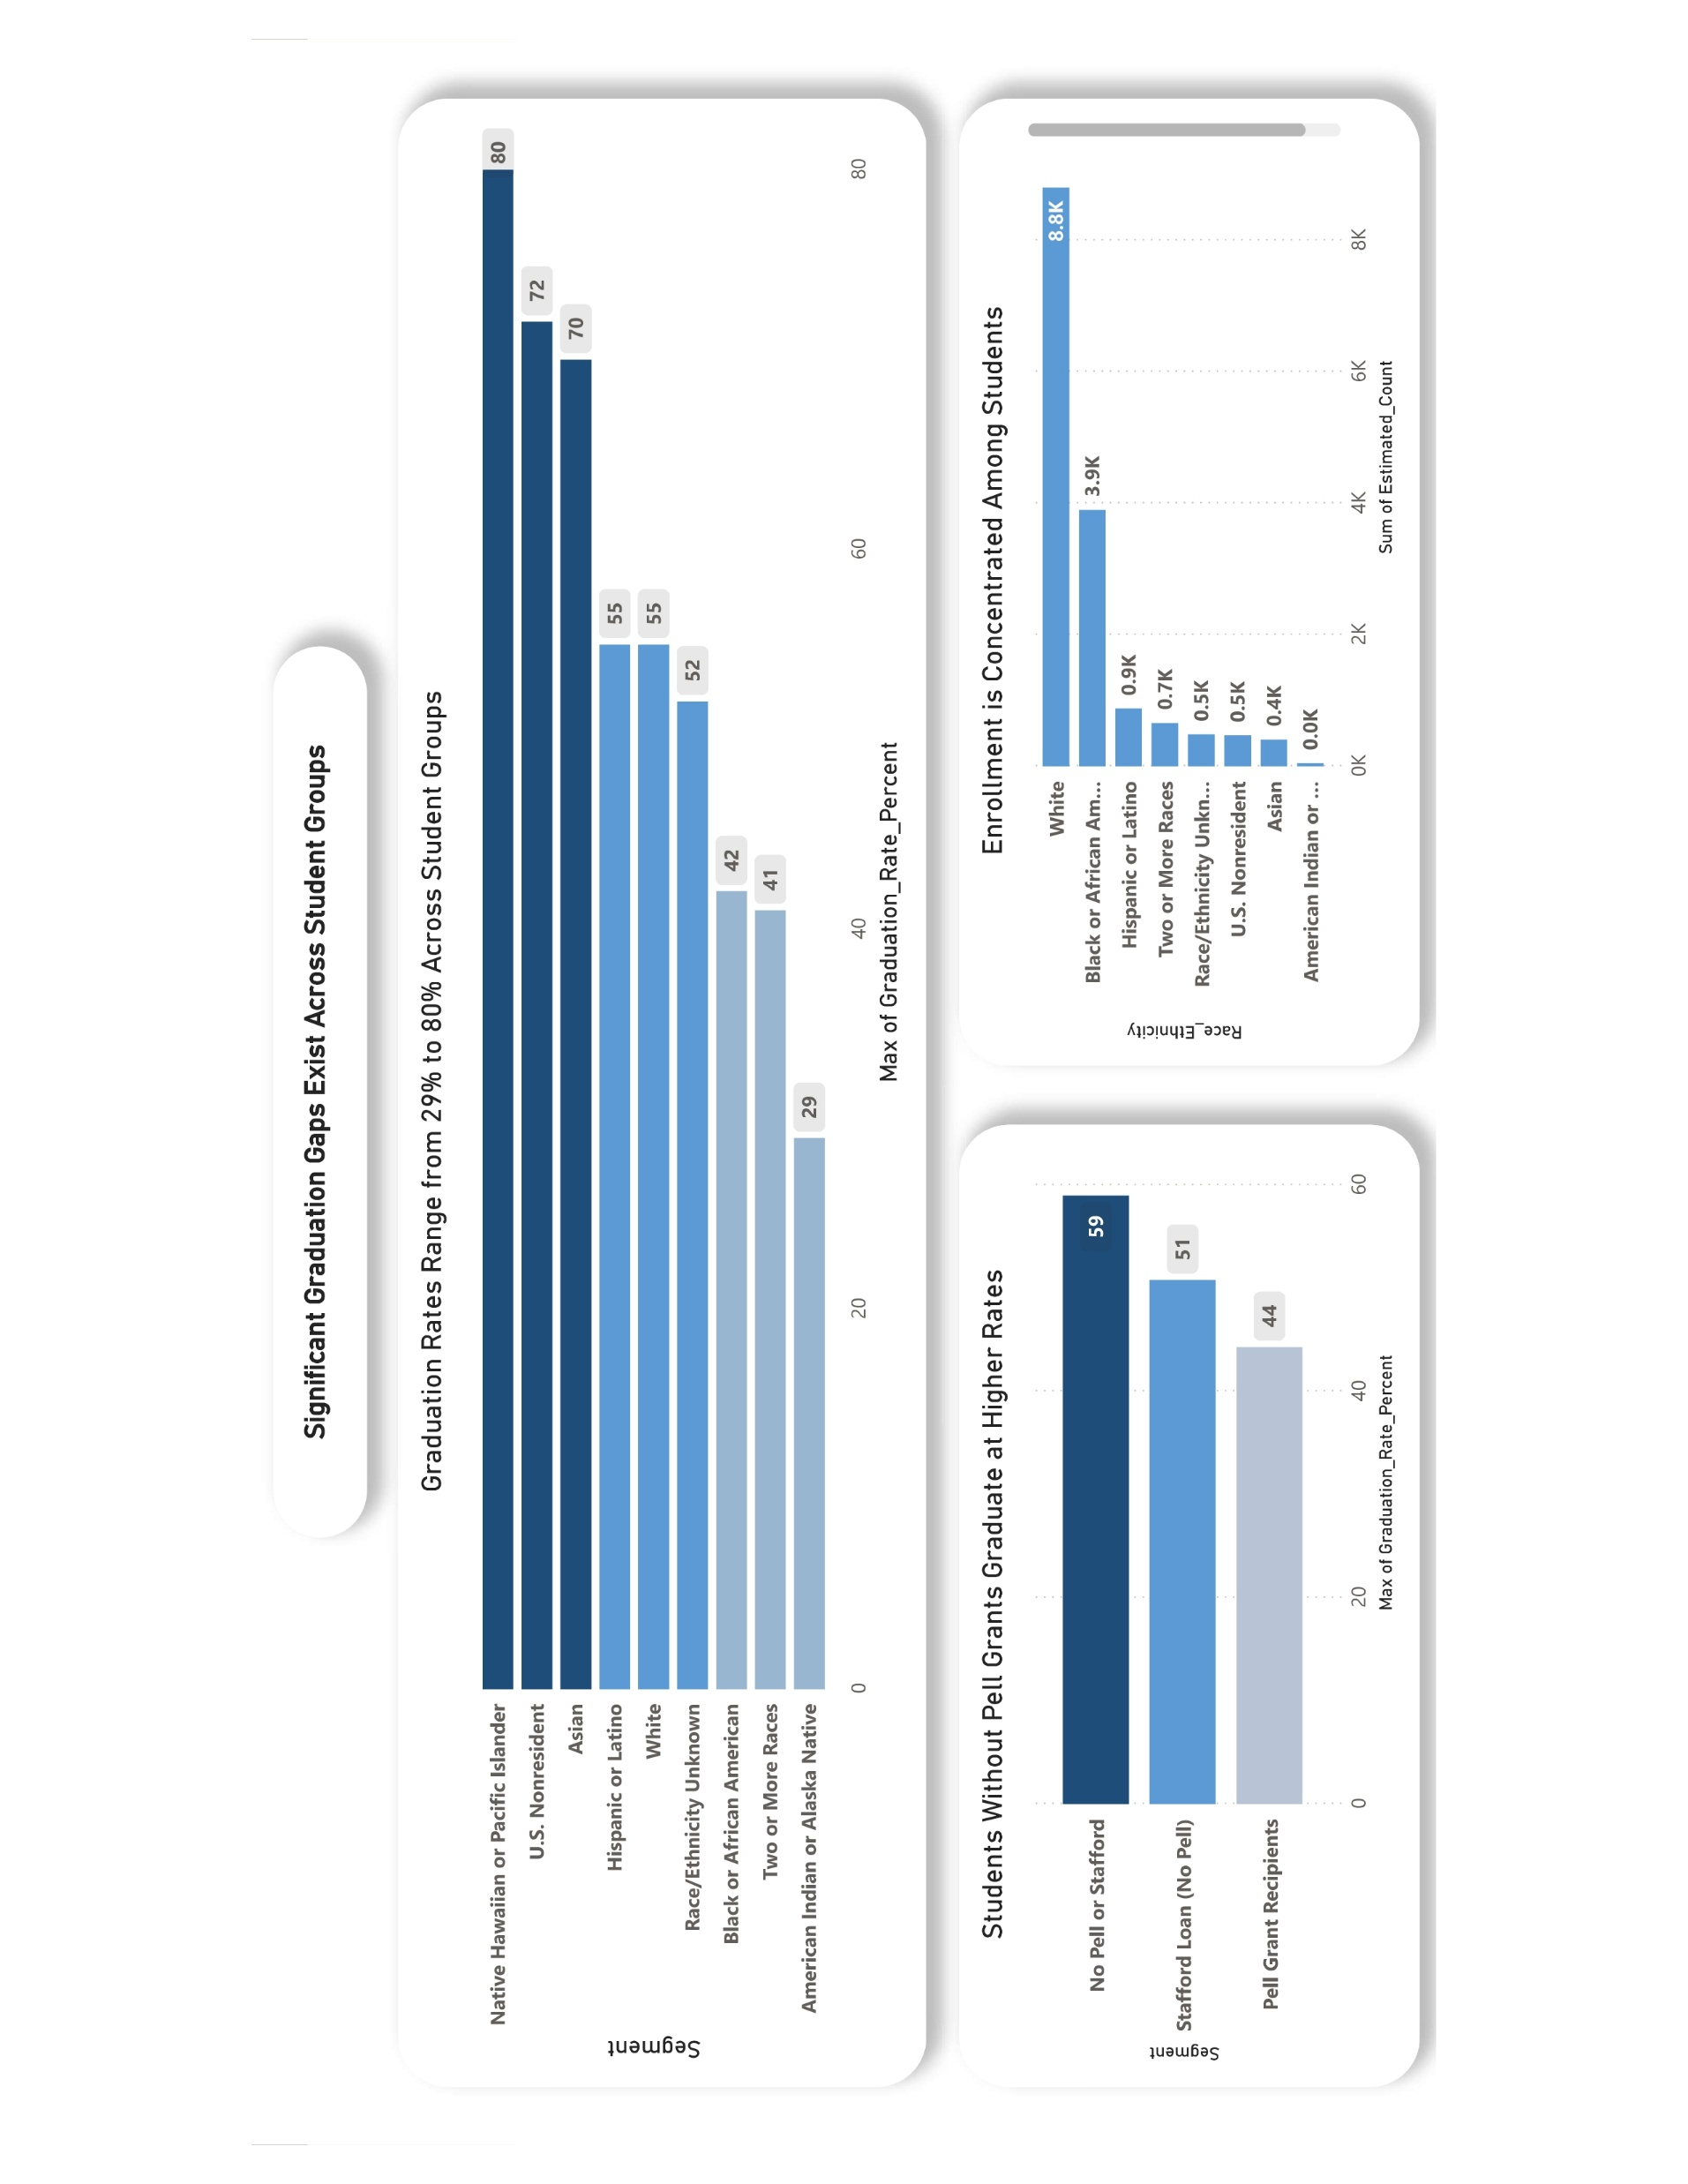 Significant Graduation Gaps Exist Across Student Groups
Graduation Rates Range from 29% to 80% Across Student Groups
Segment
Native Hawaiian or Pacific Islander 80
U.S. Nonresident 72
Asian 70
Hispanic or Latino 55
White 55
Race/Ethnicity Unknown 52
Black or African American 42
Two or More Races 41
American Indian or Alaska Native 29
0 20 40 60 80
Max of Graduation_Rate_Percent
Students Without Pell Grants Graduate at Higher Rates
Segment
No Pell or Stafford 59
Stafford Loan (No Pell) 51
Pell Grant Recipients 44
0 20 40 60
Max of Graduation_Rate_Percent
Enrollment is Concentrated Among Students
Race_Ethnicity
White 8.8K
Black or African Am... 3.9K
Hispanic or Latino 0.9K
Two or More Races 0.7K
Race/Ethnicity Unkn... 0.5K
U.S. Nonresident 0.5K
Asian 0.4K
American Indian or ... 0.0K
0K 2K 4K 6K 8K
Sum of Estimated_Count